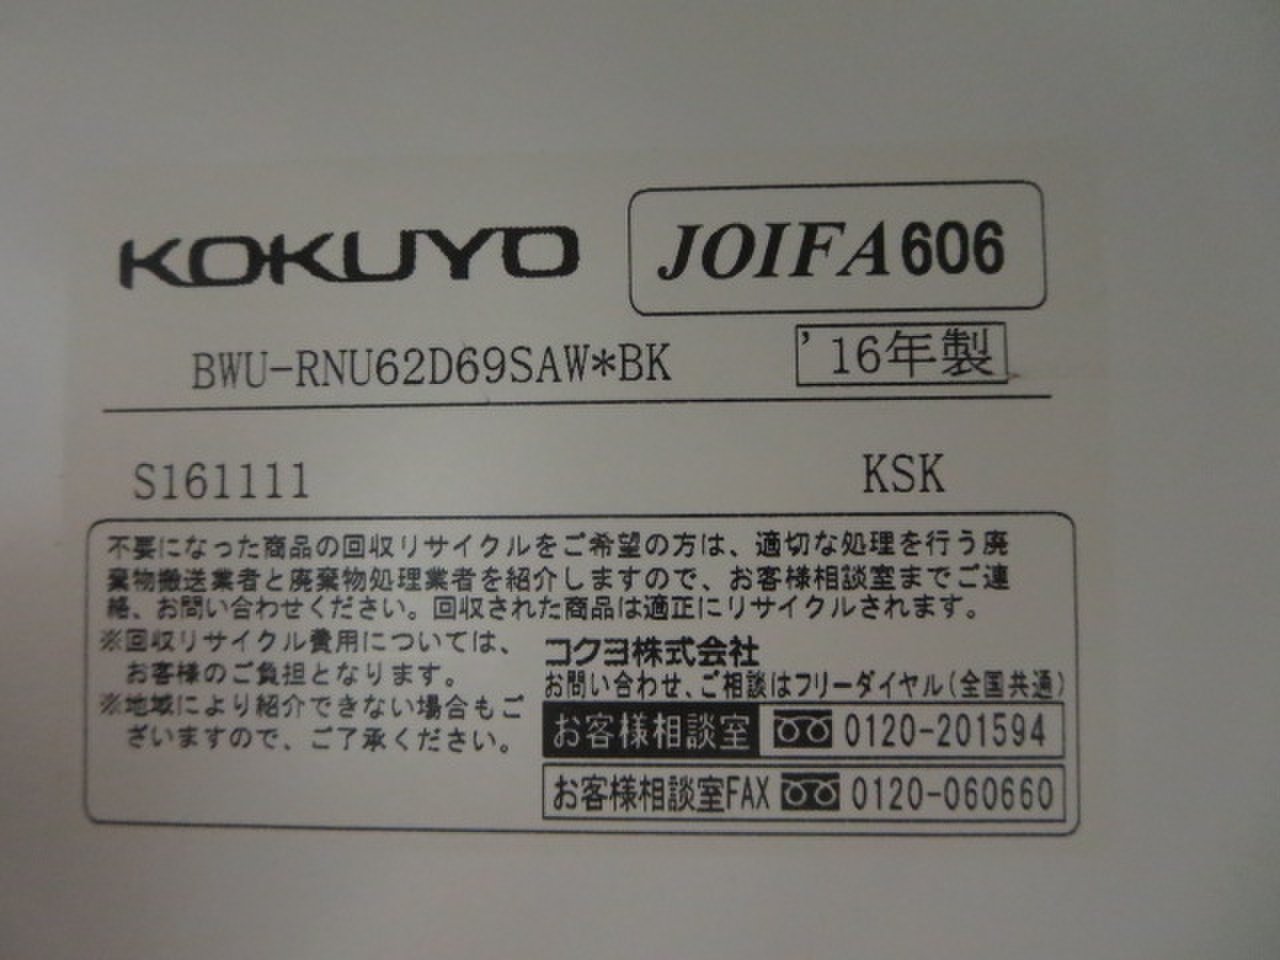 KOKUYO
JOIFA606
BWU-RNU62D69SAW*BK
'16年製
S161111
KSK
不要になった商品の回収リサイクルをご希望の方は、適切な処理を行う廃
棄物搬送業者と廃棄物処理業者を紹介しますので、お客様相談室までご連
絡、お問い合わせください。回収された商品は適正にリサイクルされます。
※回収リサイクル費用については、
お客様のご負担となります。
※地域により紹介できない場合もご
ざいますので、ご了承ください。
コクヨ株式会社
お問い合わせ、ご相談はフリーダイヤル(全国共通)
お客様相談室 0120-201594
お客様相談室FAX 0120-060660